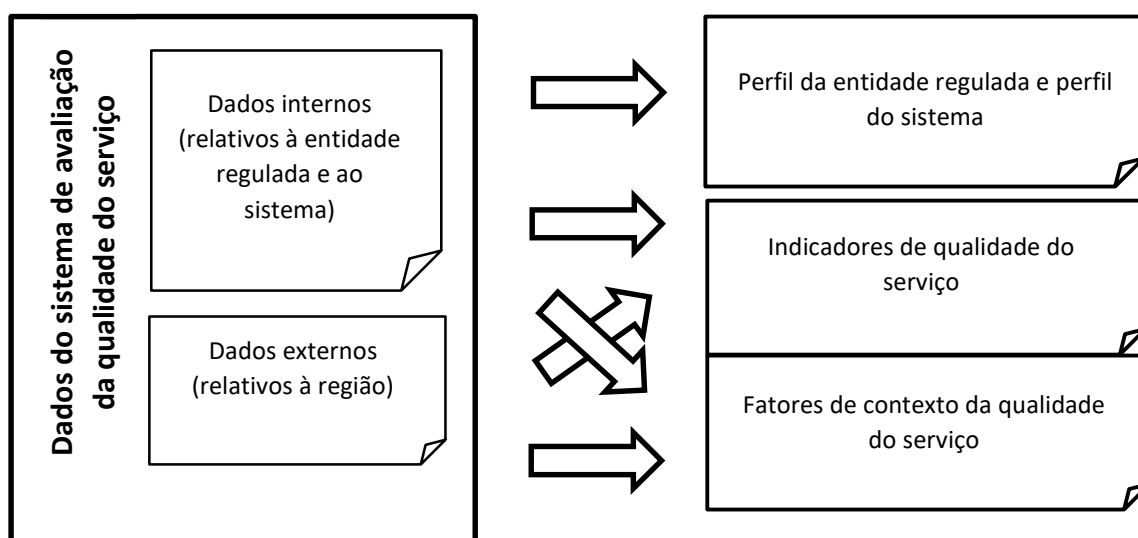 Dados do sistema de avaliação
da qualidade do serviço
Dados internos
(relativos à entidade
regulada e ao
sistema)
Dados externos
(relativos à região)
Perfil da entidade regulada e perfil
do sistema
Indicadores de qualidade do
serviço
Fatores de contexto da qualidade
do serviço